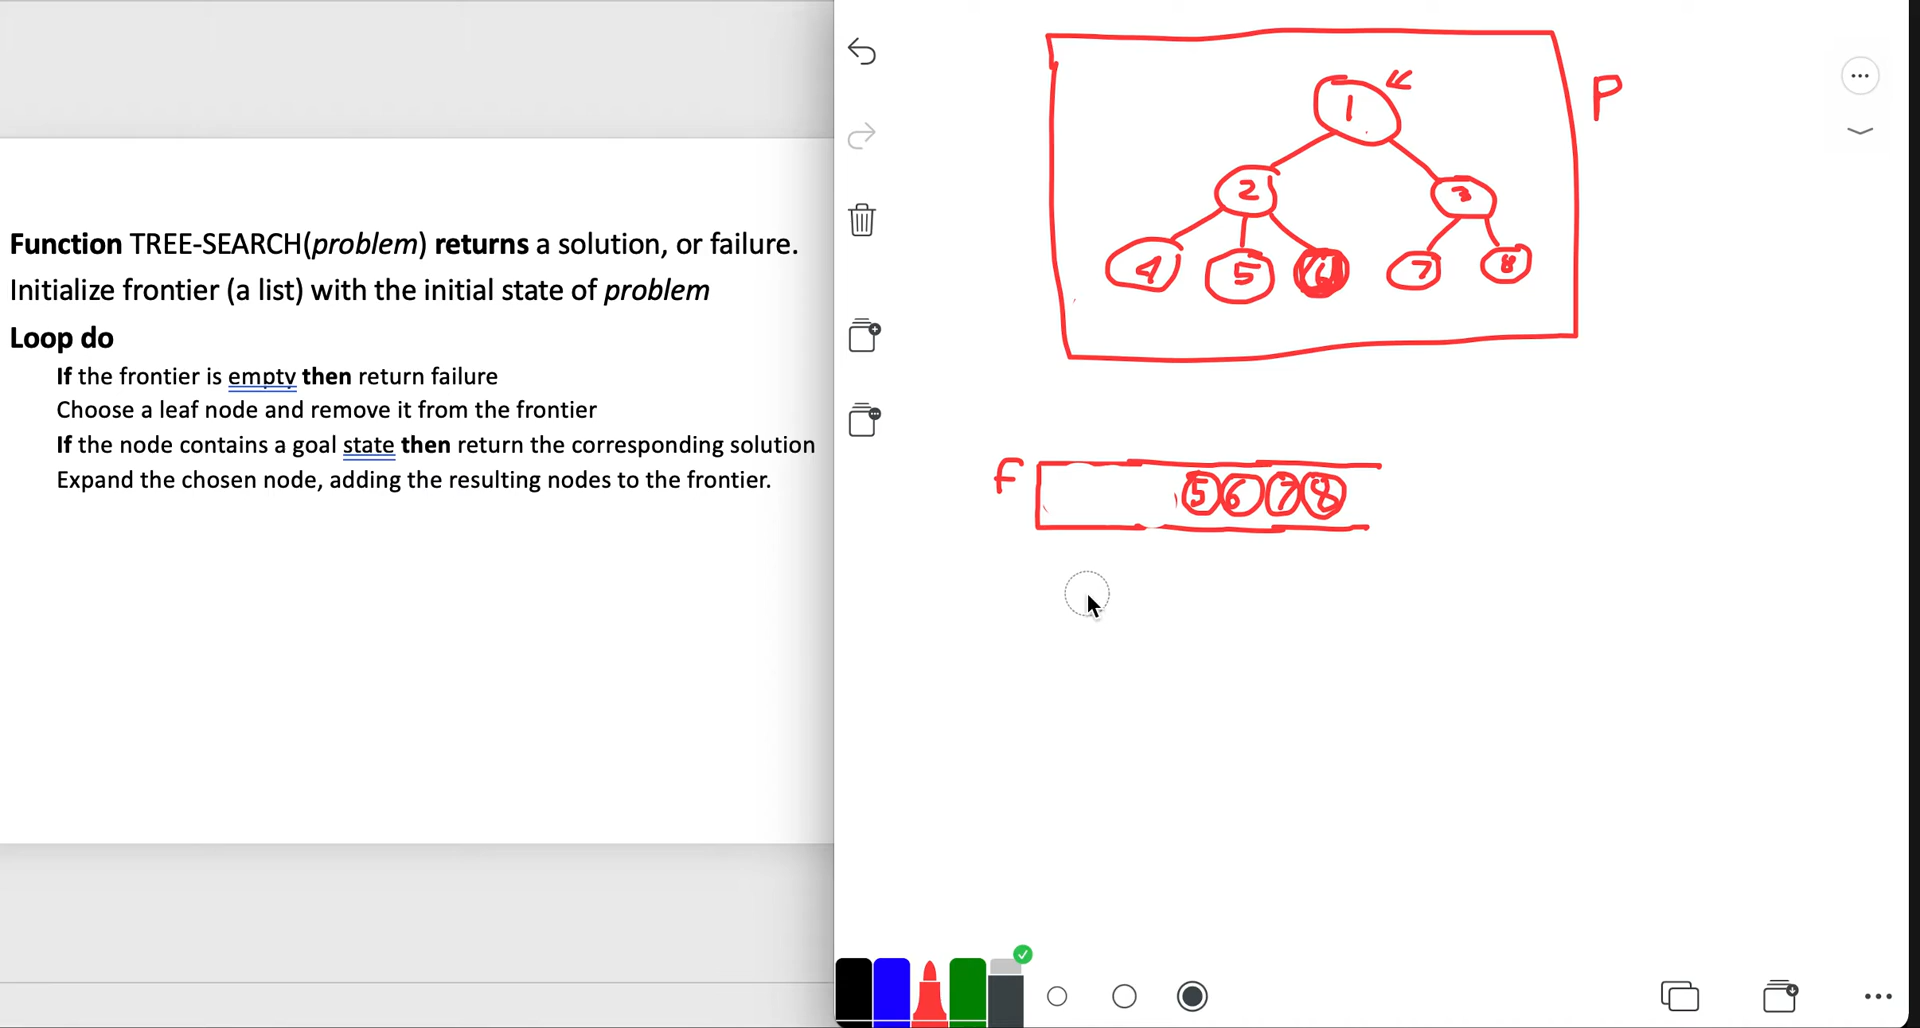 Function TREE-SEARCH(problem) returns a solution, or failure.
Initialize frontier (a list) with the initial state of problem
Loop do
If the frontier is empty then return failure
Choose a leaf node and remove it from the frontier
If the node contains a goal state then return the corresponding solution
Expand the chosen node, adding the resulting nodes to the frontier.
P
1
2 3
4 5 6 7 8
F 5 6 7 8